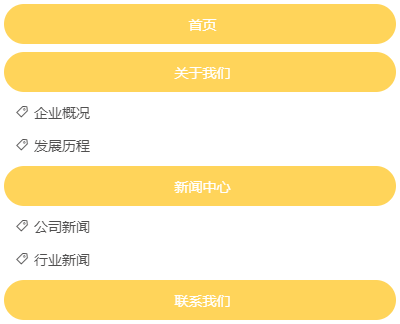 首页
关于我们
企业概况
发展历程
新闻中心
公司新闻
行业新闻
联系我们